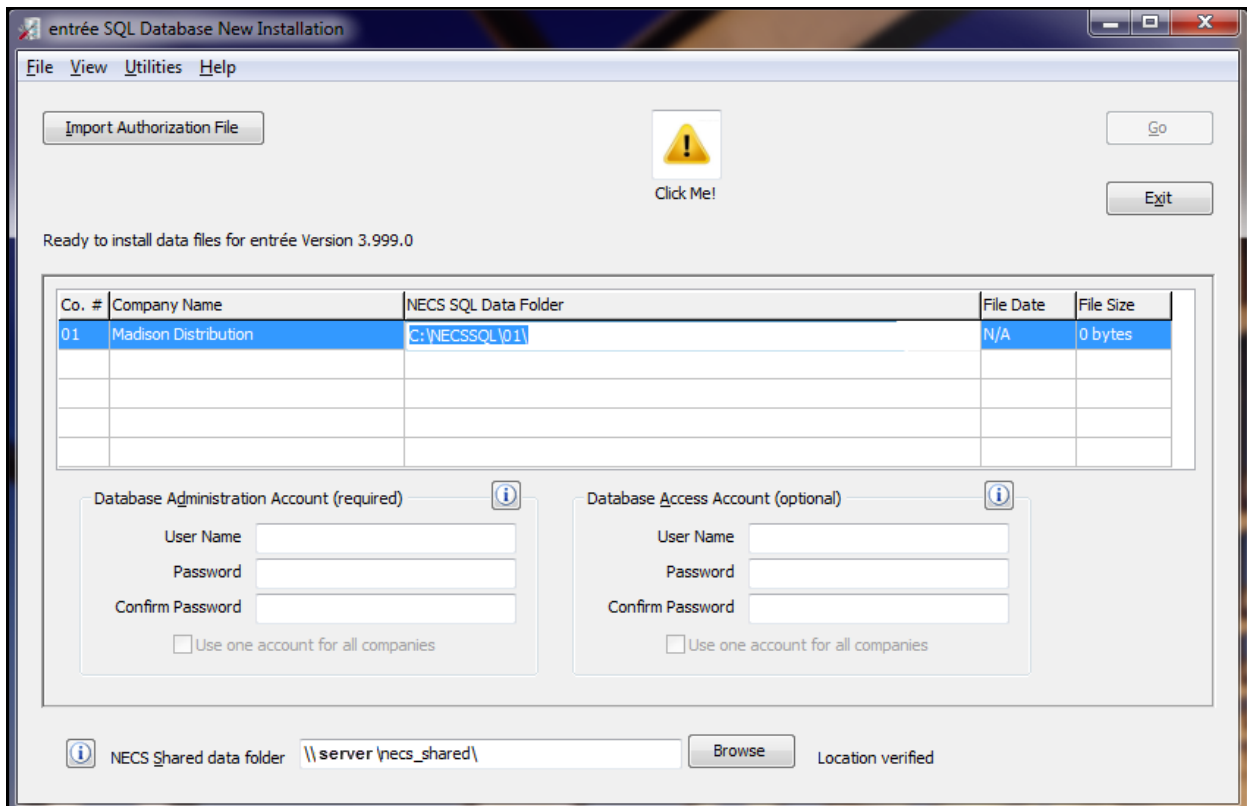 entrée SQL Database New Installation
File View Utilities Help
Import Authorization File
Go
Click Me!
Exit
Ready to install data files for entrée Version 3.999.0
Co. # Company Name NECS SQL Data Folder File Date File Size
01 Madison Distribution C:\NECSSQL\01\ N/A 0 bytes
Database Administration Account (required) Database Access Account (optional)
User Name User Name
Password Password
Confirm Password Confirm Password
Use one account for all companies Use one account for all companies
NECS Shared data folder \\ server \necs_shared\ Browse Location verified